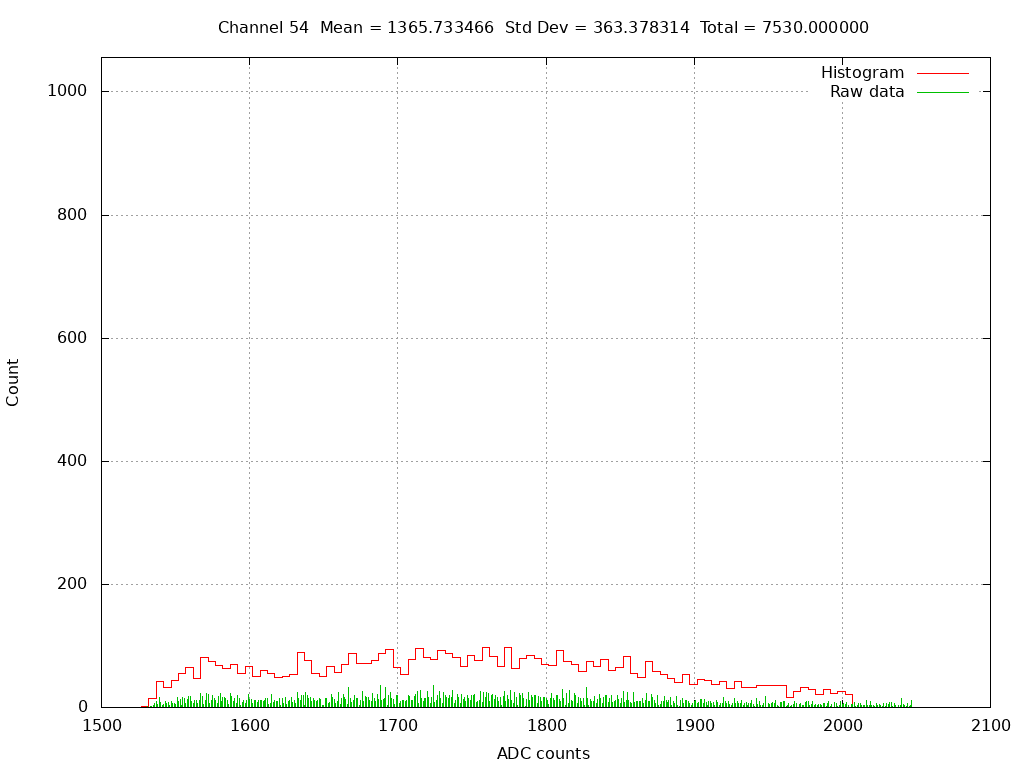 Channel 54  Mean = 1365.733466  Std Dev = 363.378314  Total = 7530.000000
Histogram
Raw data
1000
800
600
400
200
0
Count
1500 1600 1700 1800 1900 2000 2100
ADC counts